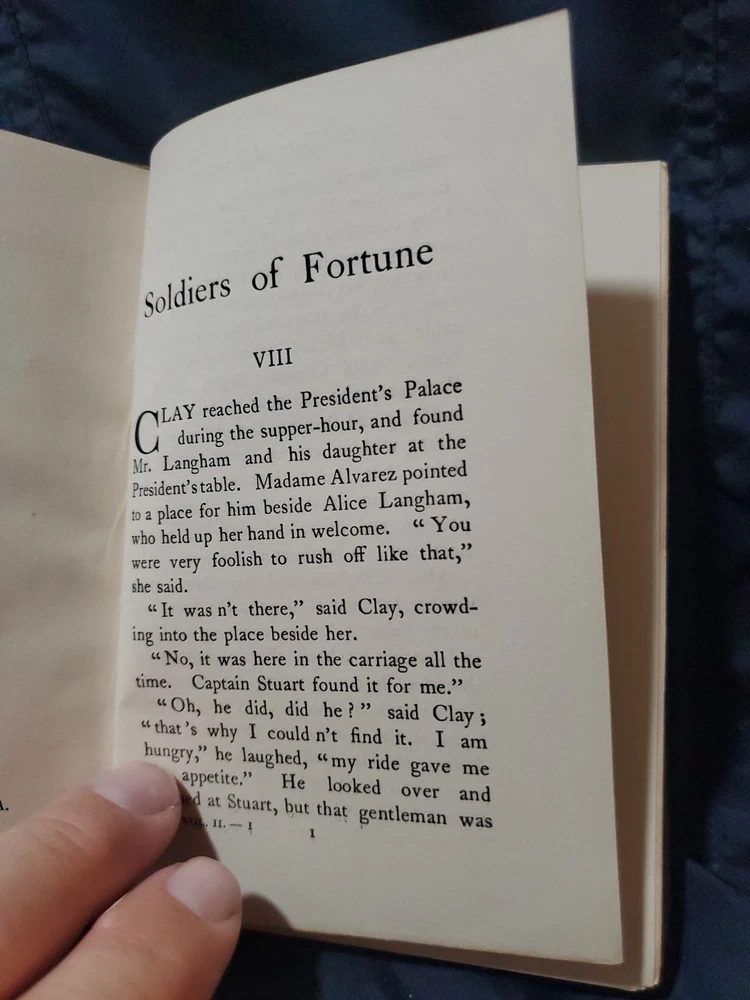 Soldiers of Fortune
VIII
CLAY reached the President's Palace
during the supper-hour, and found
Mr. Langham and his daughter at the
President's table. Madame Alvarez pointed
to a place for him beside Alice Langham,
who held up her hand in welcome. “ You
were very foolish to rush off like that,”
she said.
“It was n't there,” said Clay, crowd-
ing into the place beside her.
“No, it was here in the carriage all the
time. Captain Stuart found it for me.”
“Oh, he did, did he?” said Clay;
“that's why I could n't find it. I am
hungry,” he laughed, “my ride gave me
appetite.” He looked over and
at Stuart, but that gentleman was
VOL. II. — I
I